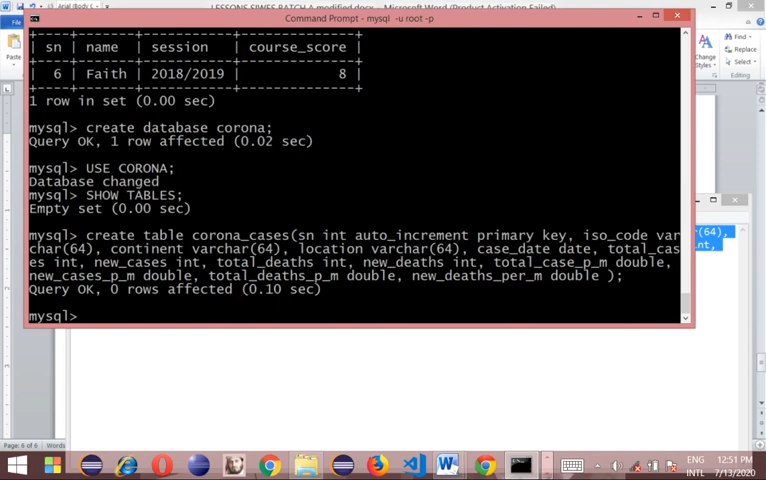 Arial (Body)
LESSONS SIWES BATCH A modified.docx - Microsoft Word (Product Activation Failed)
Command Prompt - mysql -u root -p
File
Paste
Find
Replace
Select
Change
Styles
Editing
+----+-------+-----------+--------------+
| sn | name | session | course_score |
+----+-------+-----------+--------------+
| 6 | Faith | 2018/2019 | 8 |
+----+-------+-----------+--------------+
1 row in set (0.00 sec)
mysql> create database corona;
Query OK, 1 row affected (0.02 sec)
mysql> USE CORONA;
Database changed
mysql> SHOW TABLES;
Empty set (0.00 sec)
mysql> create table corona_cases(sn int auto_increment primary key, iso_code var
char(64), continent varchar(64), location varchar(64), case_date date, total_cas
es int, new_cases int, total_deaths int, new_deaths int, total_case_p_m double,
new_cases_p_m double, total_deaths_p_m double, new_deaths_per_m double );
Query OK, 0 rows affected (0.10 sec)
mysql>
r(64),
nt,
Page: 6 of 6
Words
W
ENG
INTL
12:51 PM
7/13/2020